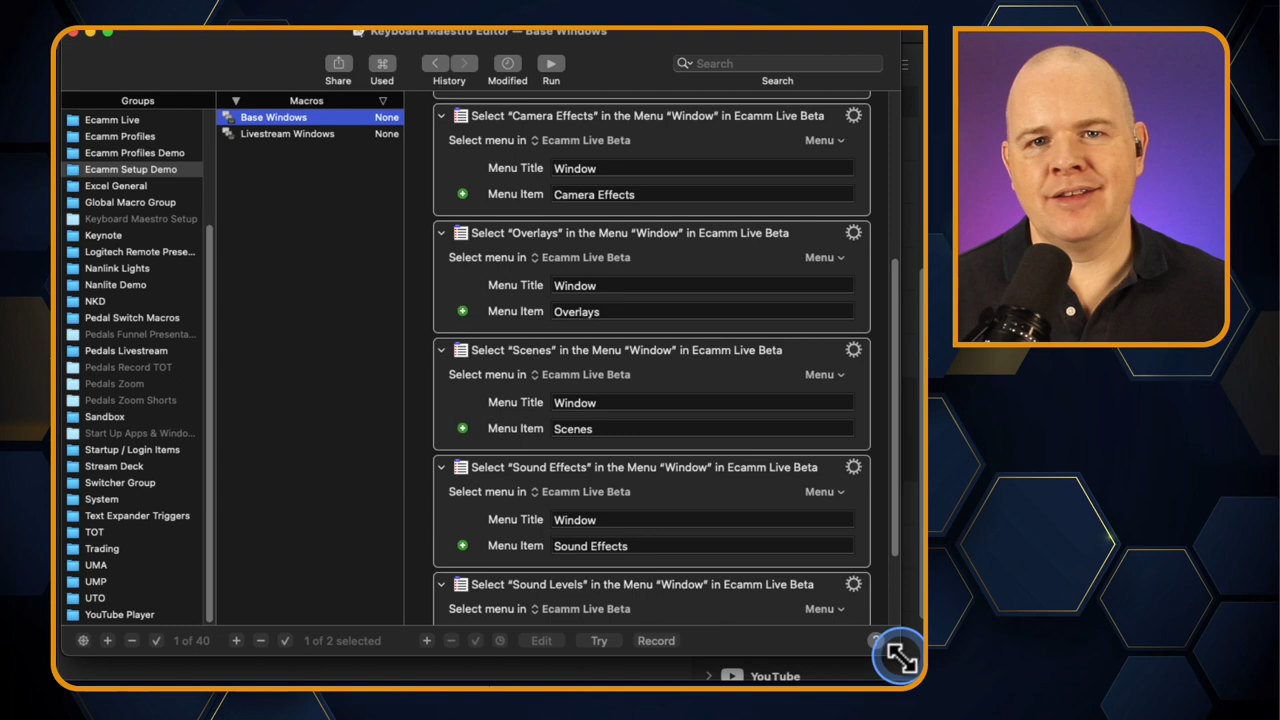 Keyboard Maestro Editor — Base Windows
Share
Used
History
Modified
Run
Search
Search
Groups
Macros
Ecamm Live
Ecamm Profiles
Ecamm Profiles Demo
Ecamm Setup Demo
Excel General
Global Macro Group
Keyboard Maestro Setup
Keynote
Logitech Remote Prese...
Nanlink Lights
Nanlite Demo
NKD
Pedal Switch Macros
Pedals Funnel Presenta...
Pedals Livestream
Pedals Record TOT
Pedals Zoom
Pedals Zoom Shorts
Sandbox
Start Up Apps & Windo...
Startup / Login Items
Stream Deck
Switcher Group
System
Text Expander Triggers
TOT
Trading
UMA
UMP
UTO
YouTube Player
Base Windows None
Livestream Windows None
Select “Camera Effects” in the Menu “Window” in Ecamm Live Beta
Select menu in Ecamm Live Beta Menu
Menu Title Window
Menu Item Camera Effects
Select “Overlays” in the Menu “Window” in Ecamm Live Beta
Select menu in Ecamm Live Beta Menu
Menu Title Window
Menu Item Overlays
Select “Scenes” in the Menu “Window” in Ecamm Live Beta
Select menu in Ecamm Live Beta Menu
Menu Title Window
Menu Item Scenes
Select “Sound Effects” in the Menu “Window” in Ecamm Live Beta
Select menu in Ecamm Live Beta Menu
Menu Title Window
Menu Item Sound Effects
Select “Sound Levels” in the Menu “Window” in Ecamm Live Beta
Select menu in Ecamm Live Beta Menu
1 of 40
1 of 2 selected
Edit
Try
Record
?
YouTube